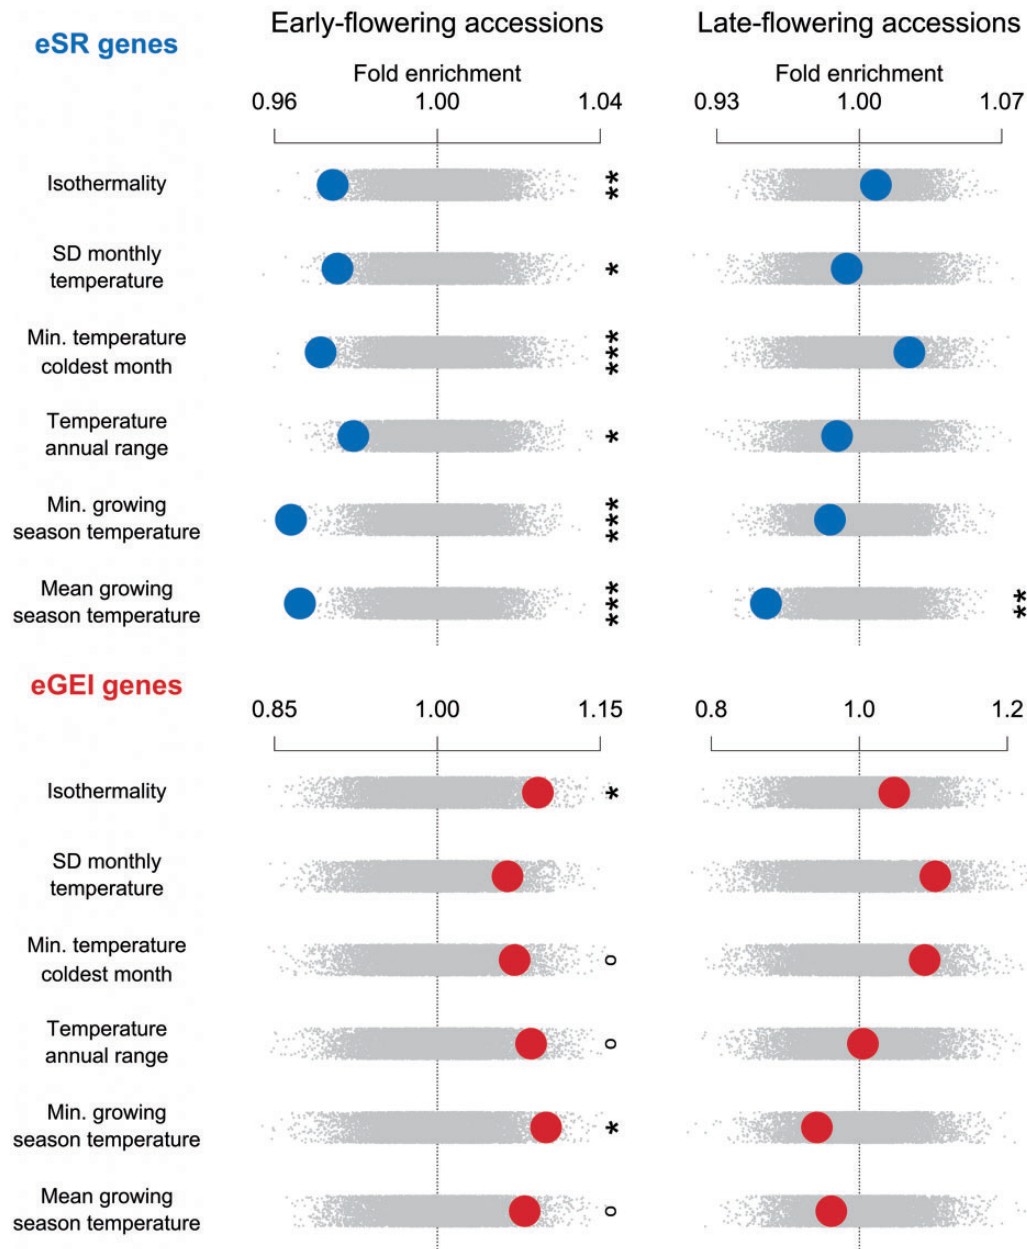 Early-flowering accessions
Late-flowering accessions
eSR genes
Fold enrichment
Fold enrichment
0.96 1.00 1.04
0.93 1.00 1.07
Isothermality
**
SD monthly
temperature
*
Min. temperature
coldest month
***
Temperature
annual range
*
Min. growing
season temperature
***
Mean growing
season temperature
***
**
eGEI genes
0.85 1.00 1.15
0.8 1.0 1.2
Isothermality
*
SD monthly
temperature
Min. temperature
coldest month
o
Temperature
annual range
o
Min. growing
season temperature
*
Mean growing
season temperature
o